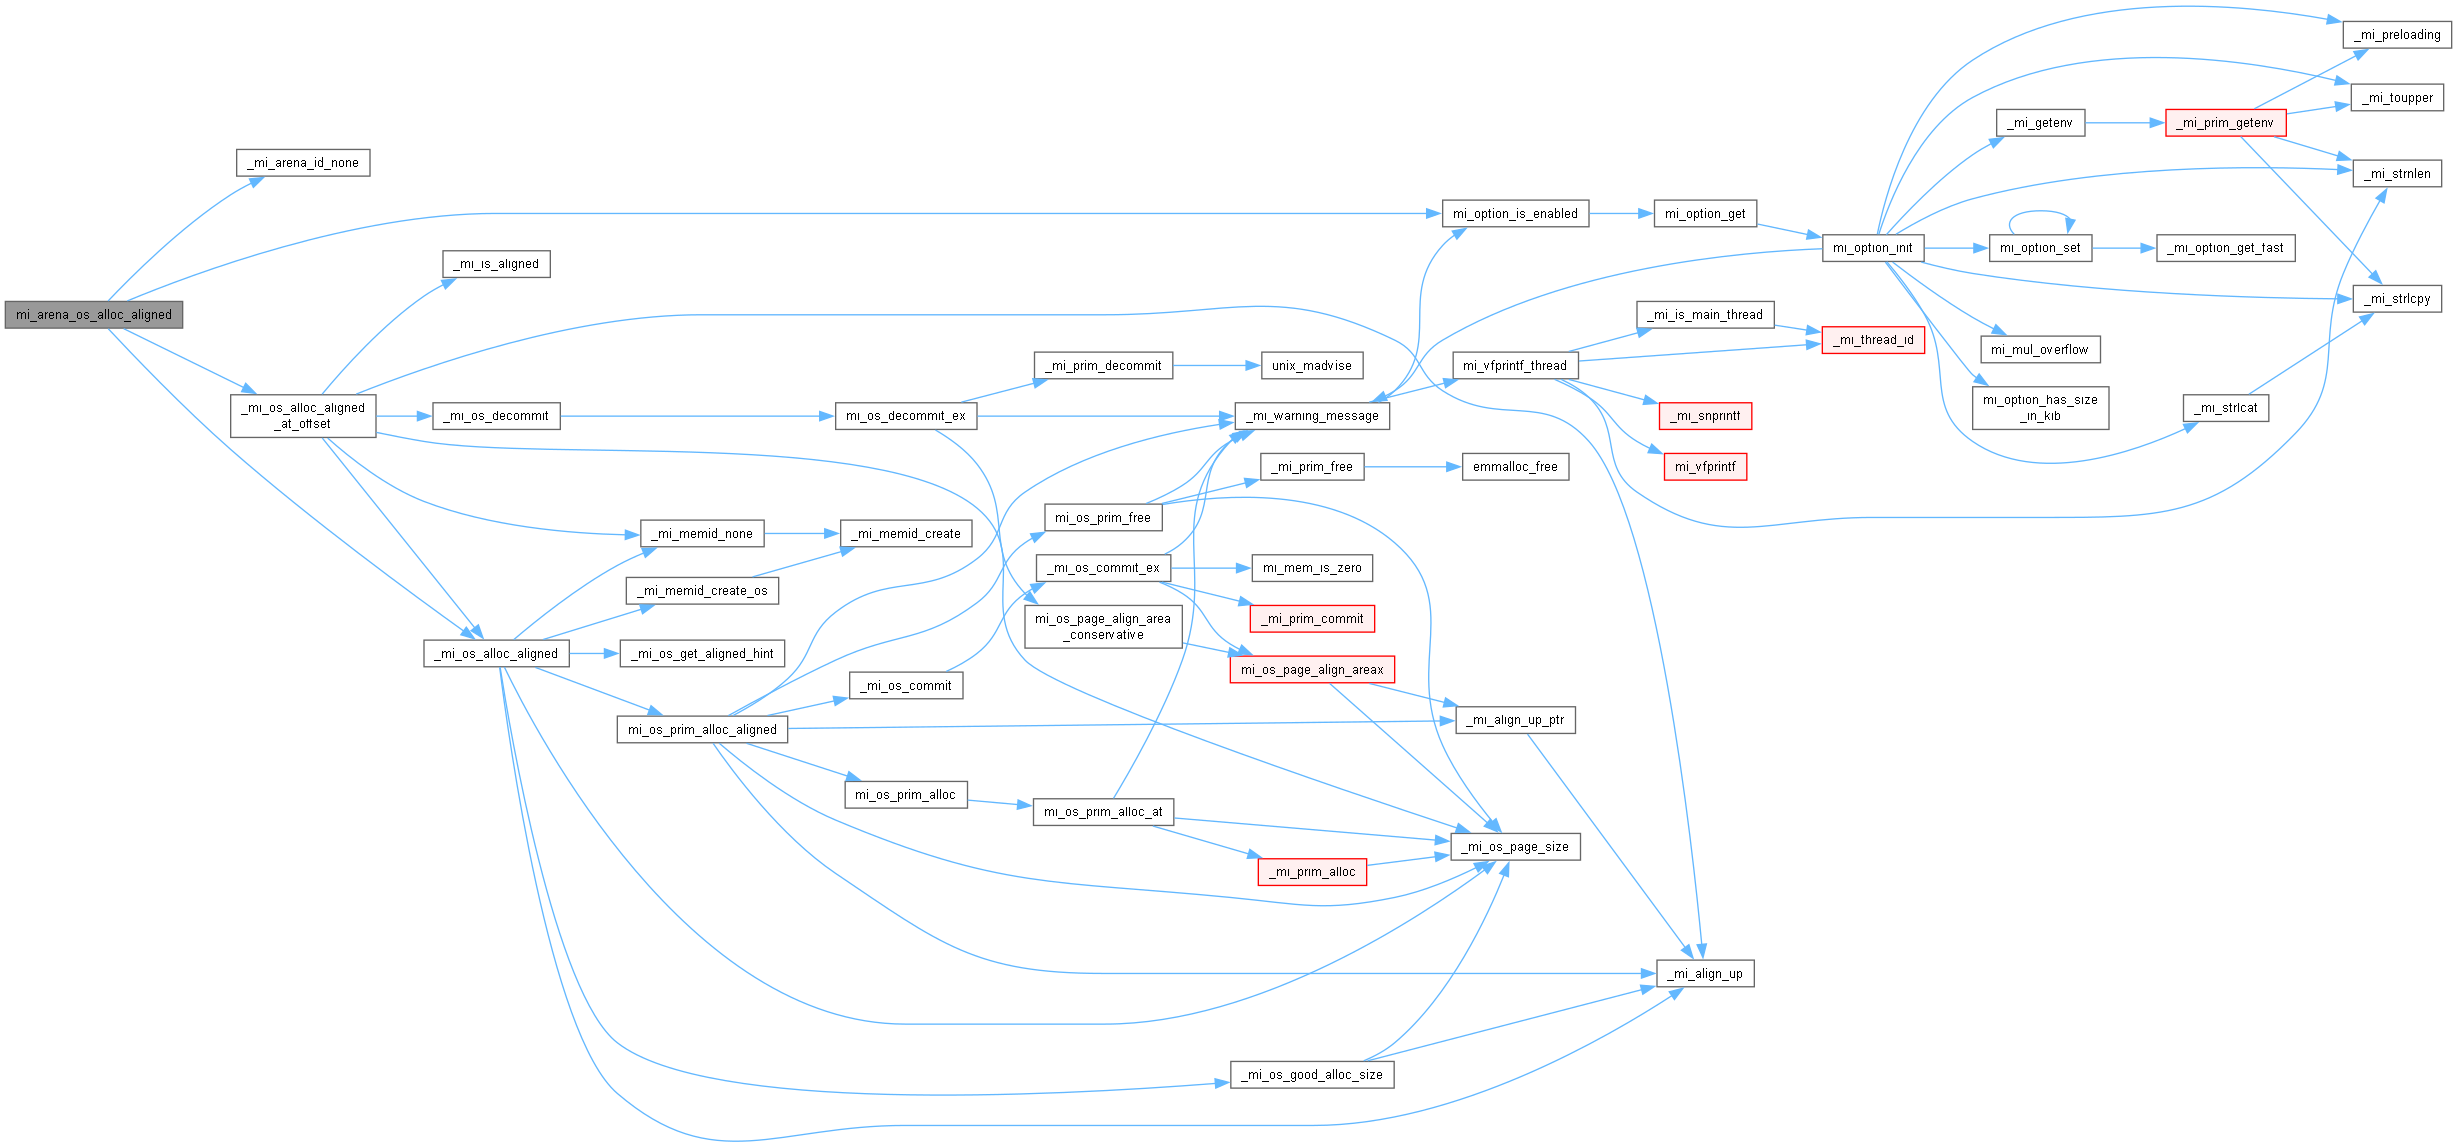 mi_arena_os_alloc_aligned
_mi_arena_id_none
_mi_os_alloc_aligned
_at_offset
_mi_is_aligned
_mi_os_decommit
_mi_os_alloc_aligned
_mi_memid_none
_mi_memid_create_os
_mi_os_get_aligned_hint
mi_os_prim_alloc_aligned
mi_os_decommit_ex
_mi_memid_create
_mi_os_commit
mi_os_prim_alloc
_mi_prim_decommit
mi_os_prim_free
_mi_os_commit_ex
mi_os_page_align_area
_conservative
mi_os_prim_alloc_at
unix_madvise
_mi_warning_message
_mi_prim_free
mi_mem_is_zero
_mi_prim_commit
mi_os_page_align_areax
_mi_prim_alloc
_mi_os_good_alloc_size
mi_option_is_enabled
mi_vfprintf_thread
emmalloc_free
_mi_align_up_ptr
_mi_os_page_size
mi_option_get
_mi_is_main_thread
_mi_snprintf
mi_vfprintf
_mi_align_up
mi_option_init
_mi_thread_id
_mi_getenv
mi_option_set
mi_mul_overflow
mi_option_has_size
_in_kib
_mi_prim_getenv
_mi_option_get_fast
_mi_strlcat
_mi_preloading
_mi_toupper
_mi_strnlen
_mi_strlcpy